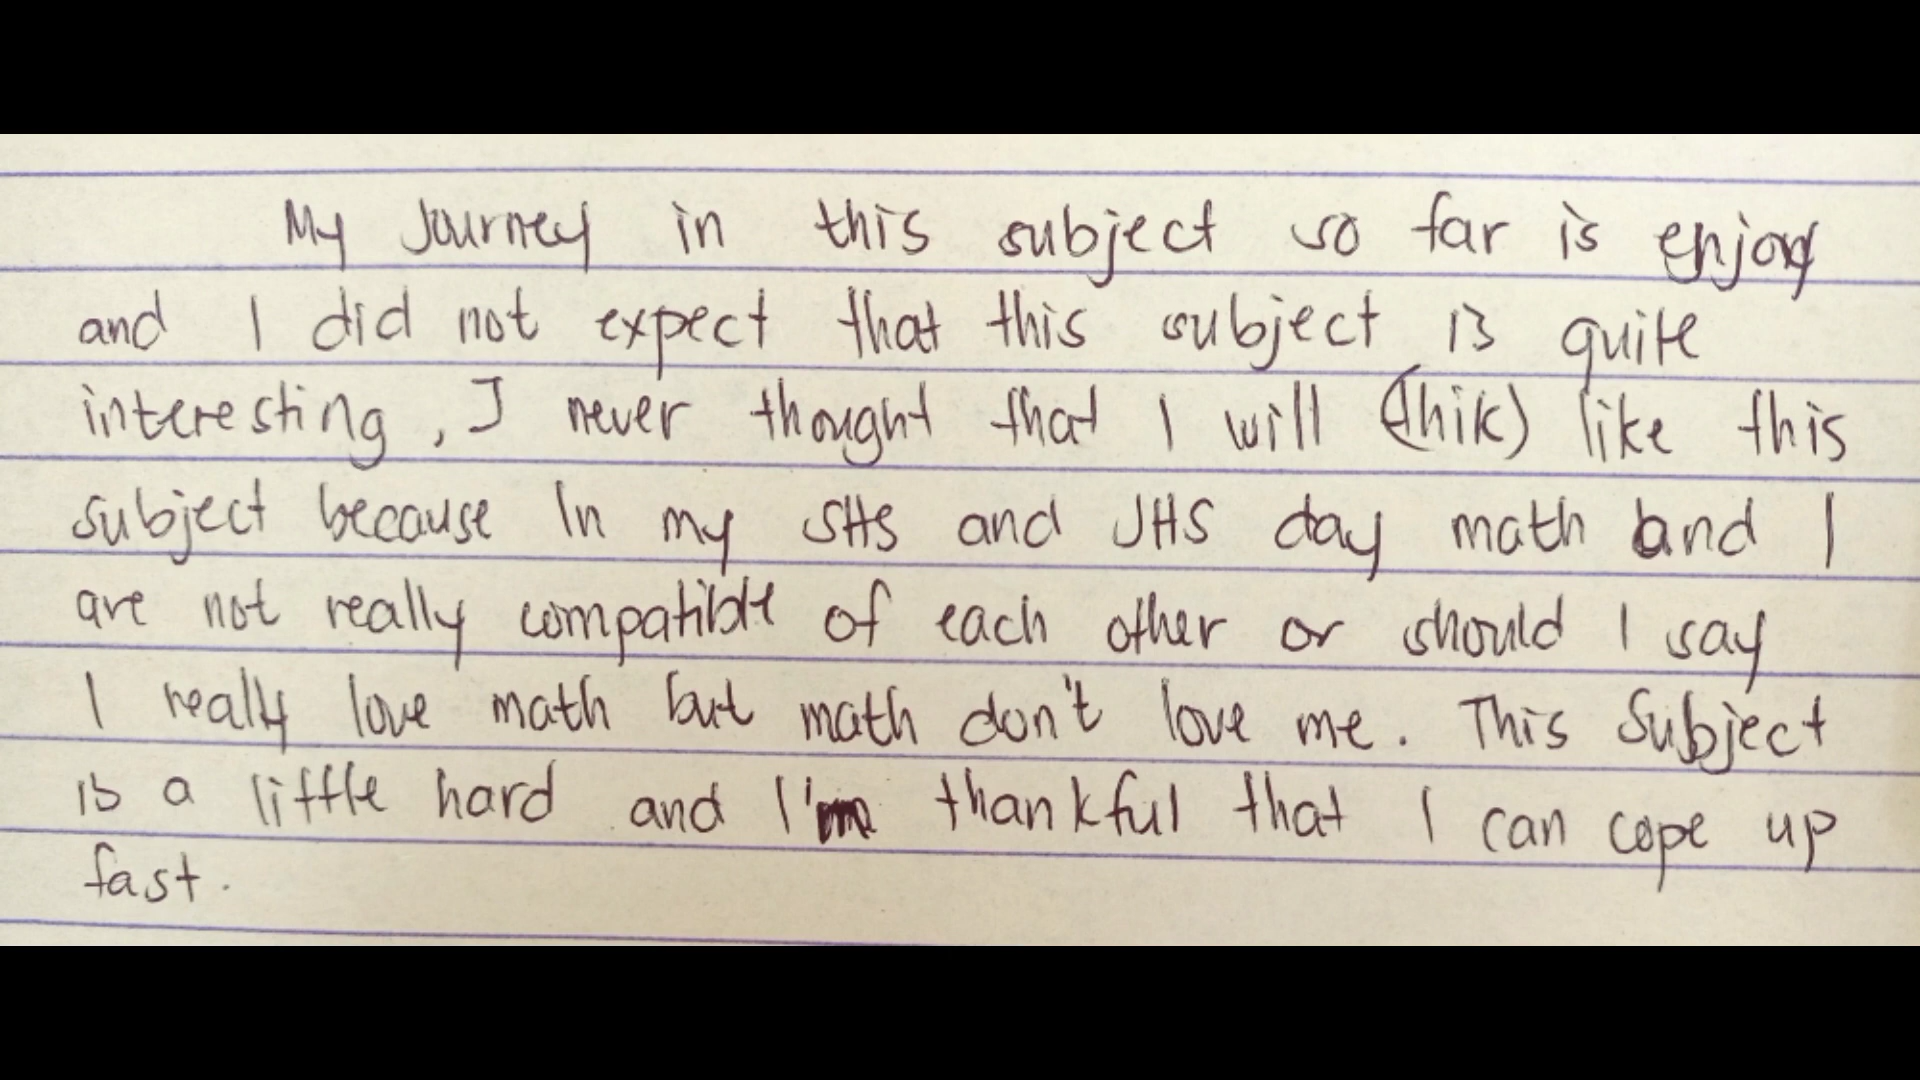 My Journey in this subject so far is enjoy
and I did not expect that this subject is quite
interesting, I never thought that I will (thik) like this
subject because In my SHS and JHS day math and I
are not really compatible of each other or should I say
I really love math but math don't love me. This Subject
is a little hard and I'm thankful that I can cope up
fast.